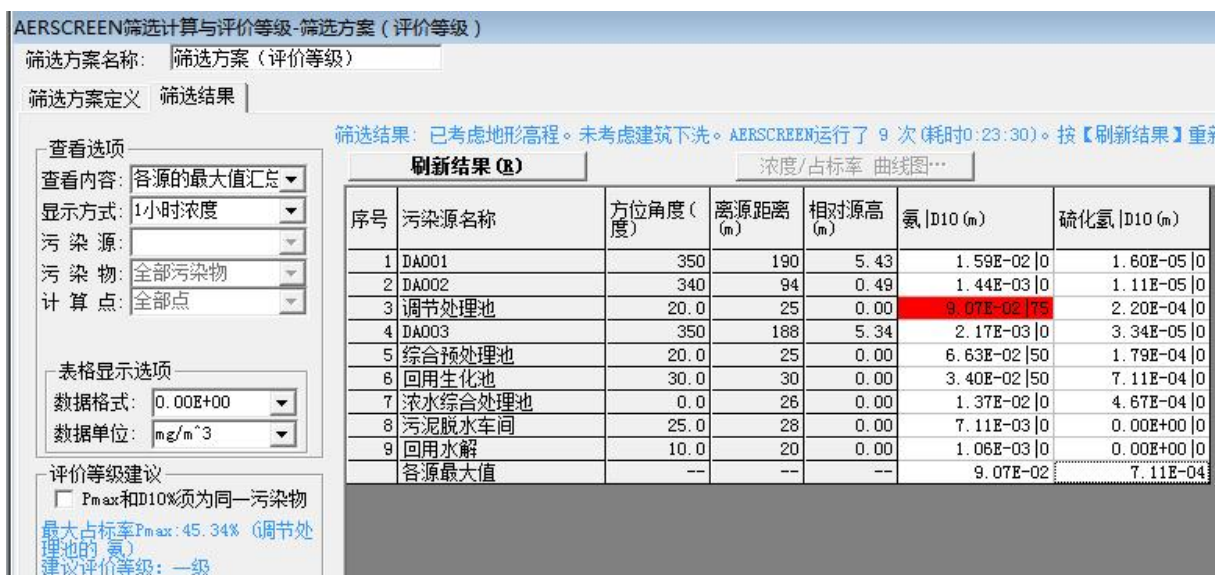 AERSCREEN筛选计算与评价等级-筛选方案(评价等级)
筛选方案名称: 筛选方案(评价等级)
筛选方案定义 筛选结果
筛选结果: 已考虑地形高程。未考虑建筑下洗。AERSCREEN运行了 9 次(耗时0:23:30)。按【刷新结果】重新
查看选项
查看内容: 各源的最大值汇总
显示方式: 1小时浓度
污 染 源:
污 染 物: 全部污染物
计 算 点: 全部点
表格显示选项
数据格式: 0.00E+00
数据单位: mg/m^3
评价等级建议
Pmax和D10%须为同一污染物
最大占标率Pmax:45.34% (调节处
理池的 氨)
建议评价等级: 一级
刷新结果(R) 浓度/占标率 曲线图…
序号 污染源名称 方位角度(度) 离源距离(m) 相对源高(m) 氨|D10(m) 硫化氢|D10(m)
1 DA001 350 190 5.43 1.59E-02|0 1.60E-05|0
2 DA002 340 94 0.49 1.44E-03|0 1.11E-05|0
3 调节处理池 20.0 25 0.00 9.07E-02|75 2.20E-04|0
4 DA003 350 188 5.34 2.17E-03|0 3.34E-05|0
5 综合预处理池 20.0 25 0.00 6.63E-02|50 1.79E-04|0
6 回用生化池 30.0 30 0.00 3.40E-02|50 7.11E-04|0
7 浓水综合处理池 0.0 26 0.00 1.37E-02|0 4.67E-04|0
8 污泥脱水车间 25.0 28 0.00 7.11E-03|0 0.00E+00|0
9 回用水解 10.0 20 0.00 1.06E-03|0 0.00E+00|0
各源最大值 -- -- -- 9.07E-02 7.11E-04